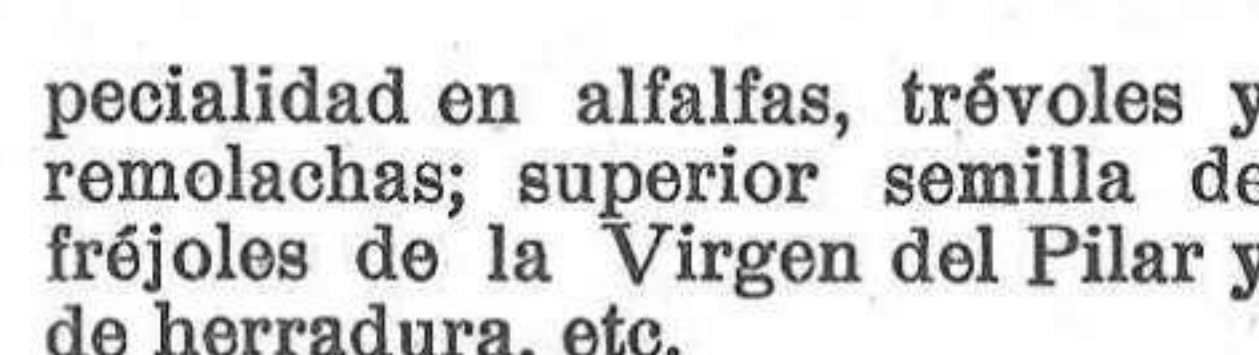 pecialidad en alfalfas, trévoles y
remolachas; superior semilla de
fréjoles de la Virgen del Pilar y
de herradura, etc.